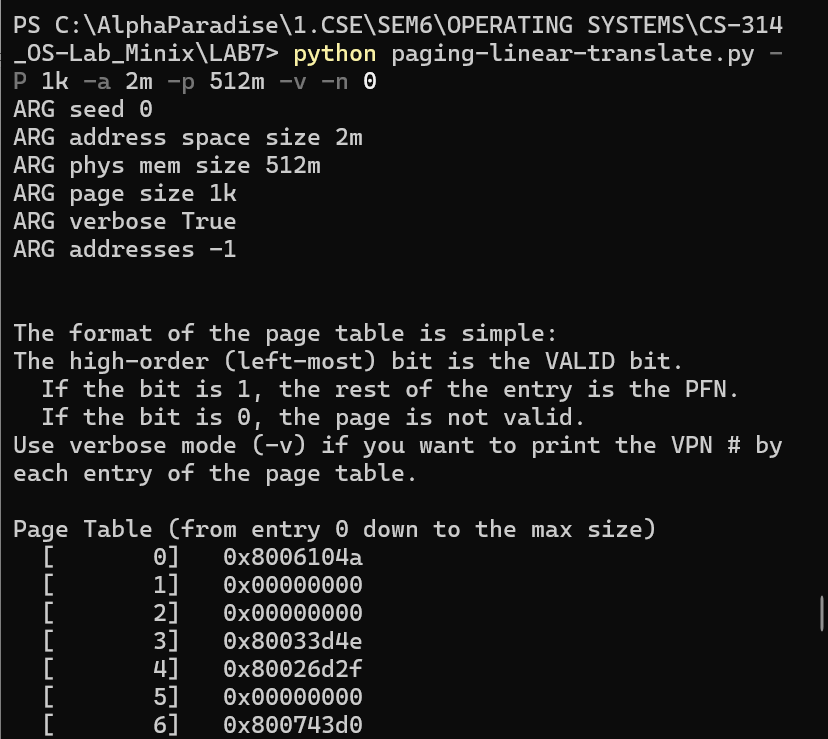 PS C:\AlphaParadise\1.CSE\SEM6\OPERATING SYSTEMS\CS-314
_OS-Lab_Minix\LAB7> python paging-linear-translate.py -
P 1k -a 2m -p 512m -v -n 0
ARG seed 0
ARG address space size 2m
ARG phys mem size 512m
ARG page size 1k
ARG verbose True
ARG addresses -1
The format of the page table is simple:
The high-order (left-most) bit is the VALID bit.
  If the bit is 1, the rest of the entry is the PFN.
  If the bit is 0, the page is not valid.
Use verbose mode (-v) if you want to print the VPN # by
each entry of the page table.
Page Table (from entry 0 down to the max size)
  [       0]   0x8006104a
  [       1]   0x00000000
  [       2]   0x00000000
  [       3]   0x80033d4e
  [       4]   0x80026d2f
  [       5]   0x00000000
  [       6]   0x800743d0